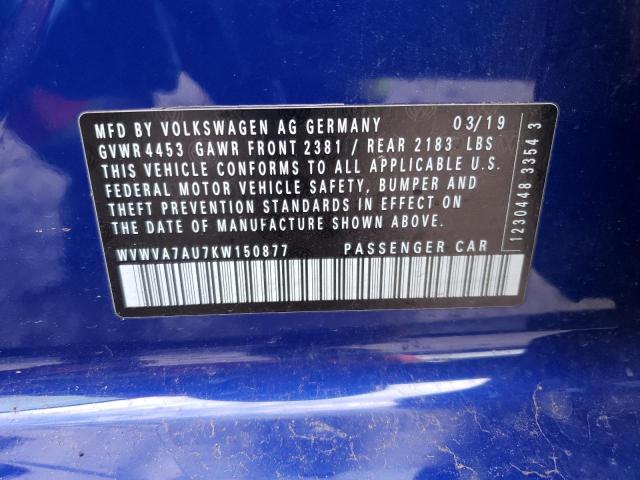 MFD BY VOLKSWAGEN AG GERMANY 03/19
GVWR 4453 GAWR FRONT 2381 / REAR 2183 LBS
THIS VEHICLE CONFORMS TO ALL APPLICABLE U.S.
FEDERAL MOTOR VEHICLE SAFETY, BUMPER AND
THEFT PREVENTION STANDARDS IN EFFECT ON
THE DATE OF MANUFACTURE SHOWN ABOVE.
WVWVA7AU7KW150877 PASSENGER CAR
1230448 3354 3